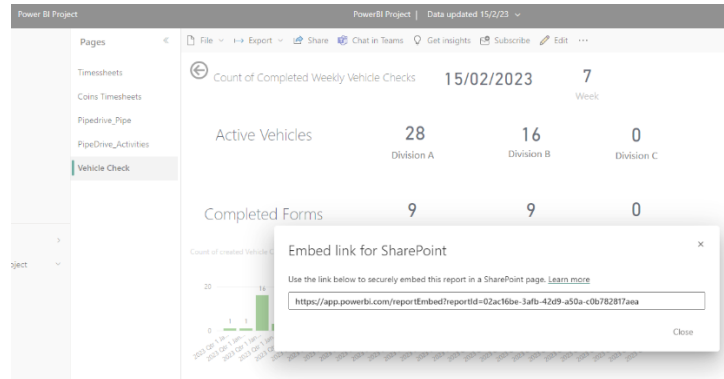 Power BI Project
PowerBI Project | Data updated 15/2/23
Pages
File Export Share Chat in Teams Get insights Subscribe Edit ...
Timessheets
Coins Timesheets
Pipedrive_Pipe
PipeDrive_Activities
Vehicle Check
Count of Completed Weekly Vehicle Checks 15/02/2023 7
Week
Active Vehicles 28 16 0
Division A Division B Division C
Completed Forms 9 9 0
Count of created Vehicle C
20
16
1 1
0
oject
Embed link for SharePoint
Use the link below to securely embed this report in a SharePoint page. Learn more
https://app.powerbi.com/reportEmbed?reportId=02ac16be-3afb-42d9-a50a-c0b782817aea
Close